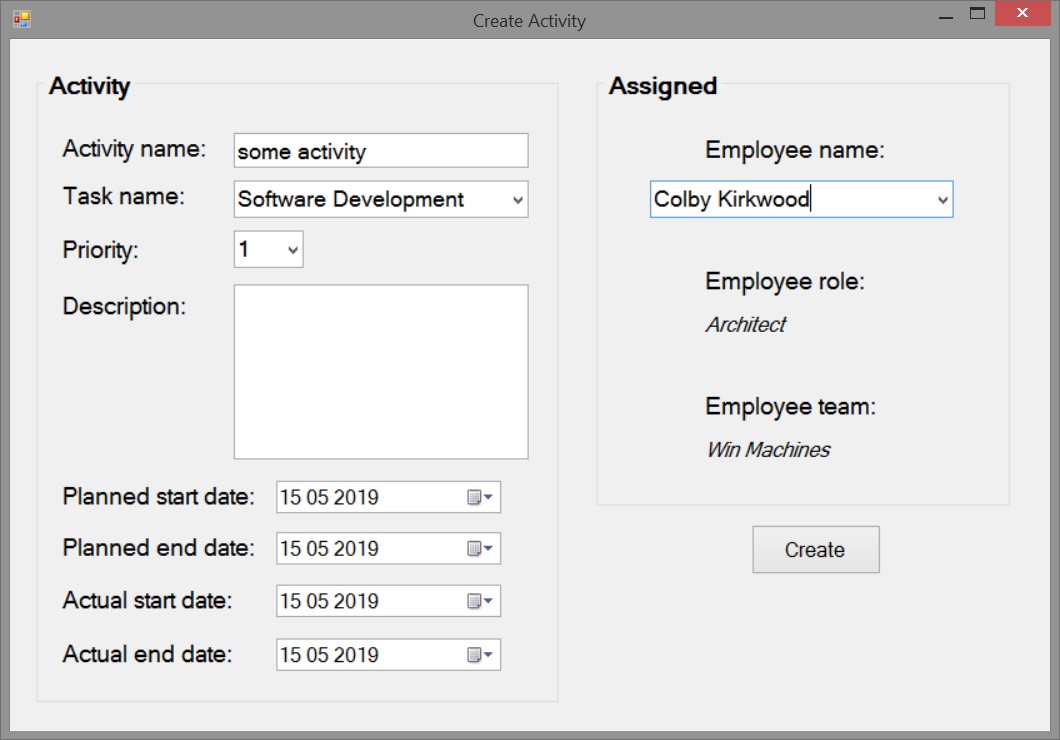 Create Activity
Activity
Activity name: some activity
Task name: Software Development
Priority: 1
Description:
Planned start date: 15 05 2019
Planned end date: 15 05 2019
Actual start date: 15 05 2019
Actual end date: 15 05 2019
Assigned
Employee name:
Colby Kirkwood
Employee role:
Architect
Employee team:
Win Machines
Create